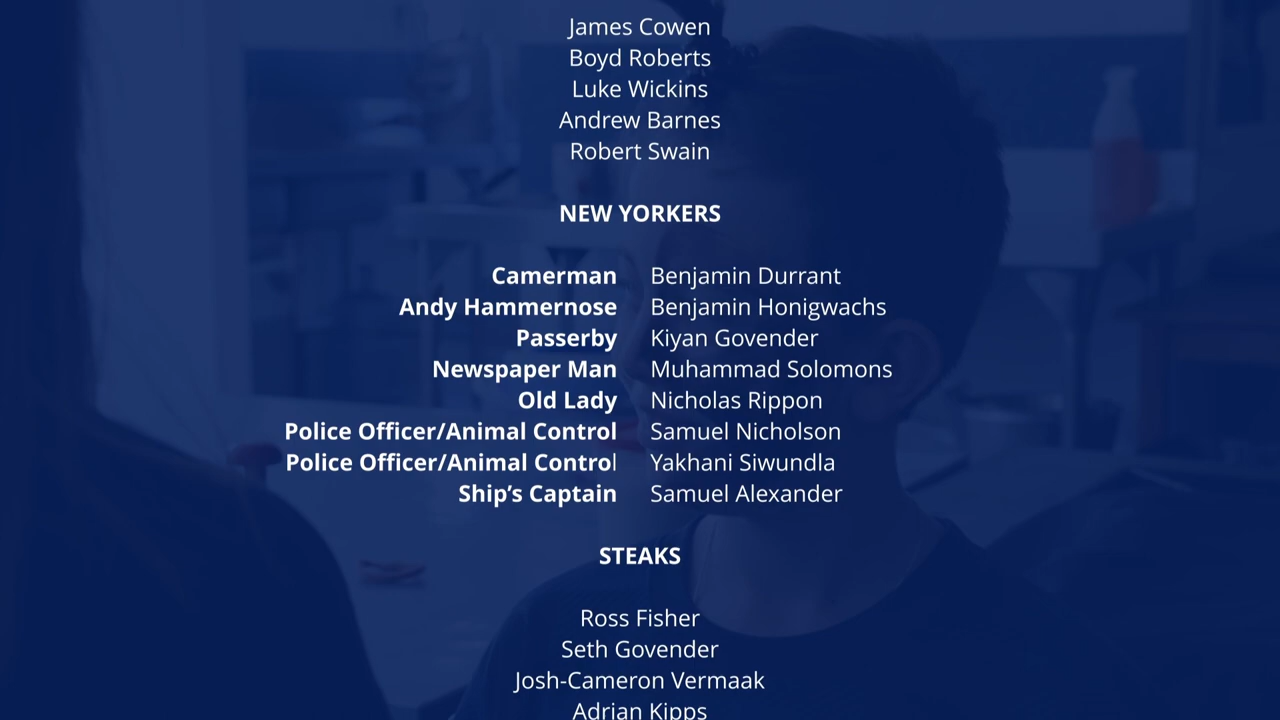 James Cowen
Boyd Roberts
Luke Wickins
Andrew Barnes
Robert Swain
NEW YORKERS
Camerman Benjamin Durrant
Andy Hammernose Benjamin Honigwachs
Passerby Kiyan Govender
Newspaper Man Muhammad Solomons
Old Lady Nicholas Rippon
Police Officer/Animal Control Samuel Nicholson
Police Officer/Animal Control Yakhani Siwundla
Ship’s Captain Samuel Alexander
STEAKS
Ross Fisher
Seth Govender
Josh-Cameron Vermaak
Adrian Kipps